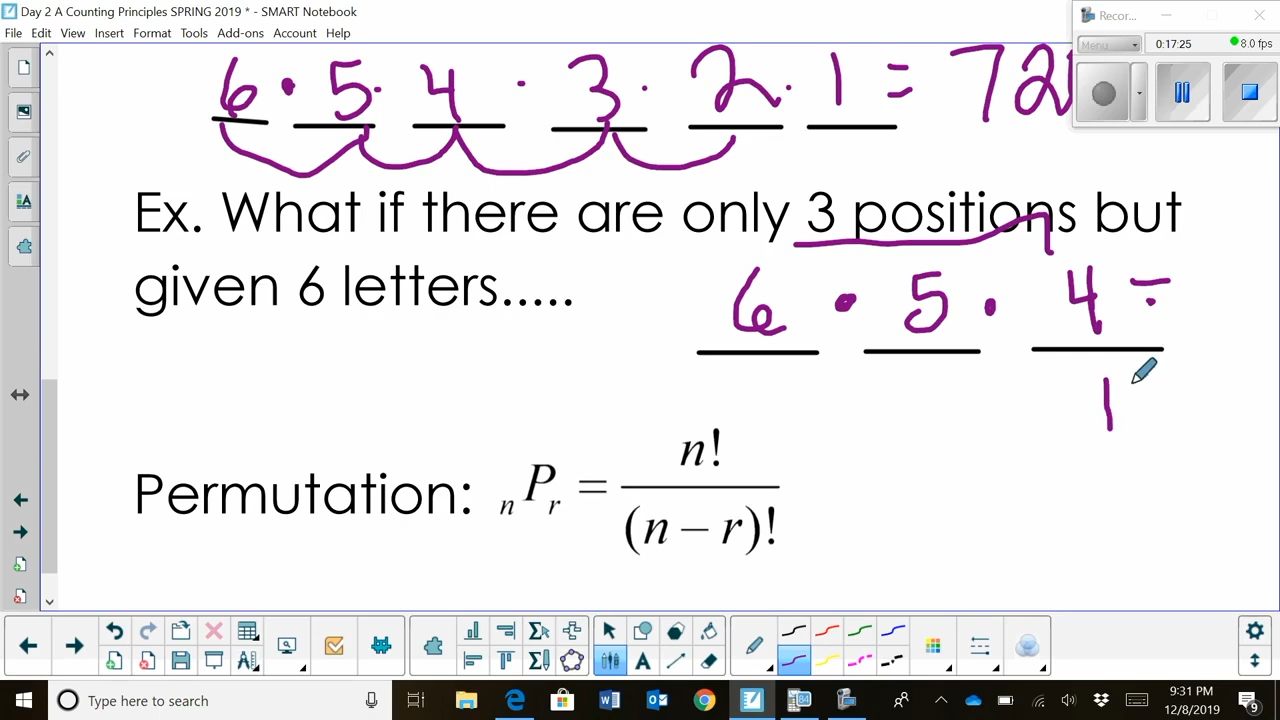 Day 2 A Counting Principles SPRING 2019 * - SMART Notebook
File Edit View Insert Format Tools Add-ons Account Help
Recor...
Menu 0:17:25 8.0 fps
6 · 5 · 4 · 3 · 2 · 1 = 72
Ex. What if there are only 3 positions but
given 6 letters.....
6 · 5 · 4 =
1
Permutation: nPr = n! / (n − r)!
Type here to search
9:31 PM
12/8/2019
9